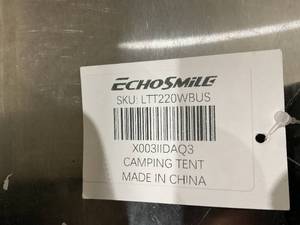 ECHOSMILE
SKU: LTT220WBUS
X003IIDAQ3
CAMPING TENT
MADE IN CHINA